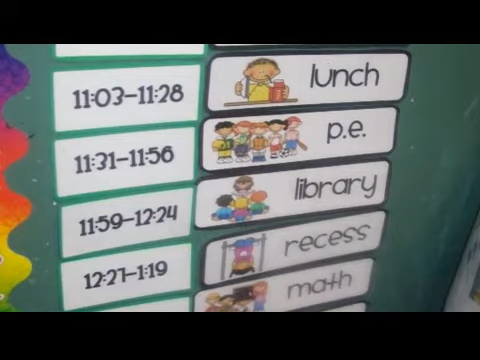 11:03–11:28 lunch
11:31–11:56 p.e.
11:59–12:24 library
12:27–1:19 recess
math